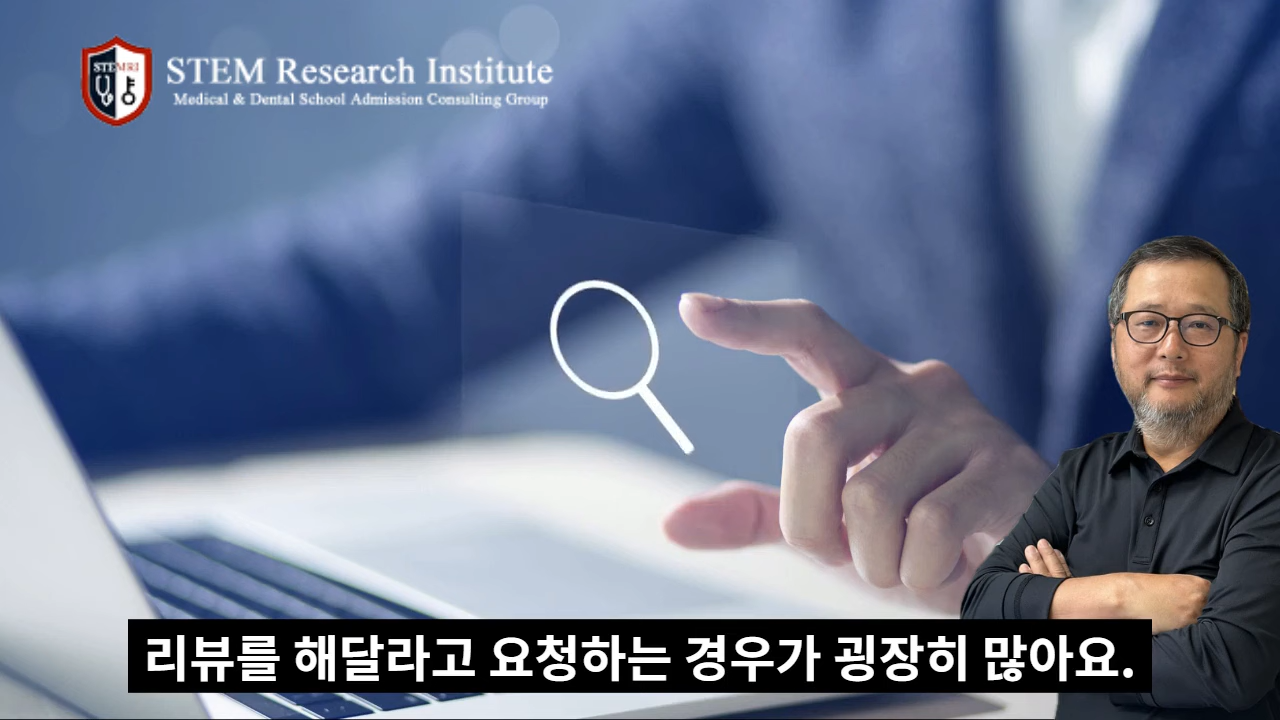 STEMRI
STEM Research Institute
Medical & Dental School Admission Consulting Group
리뷰를 해달라고 요청하는 경우가 굉장히 많아요.